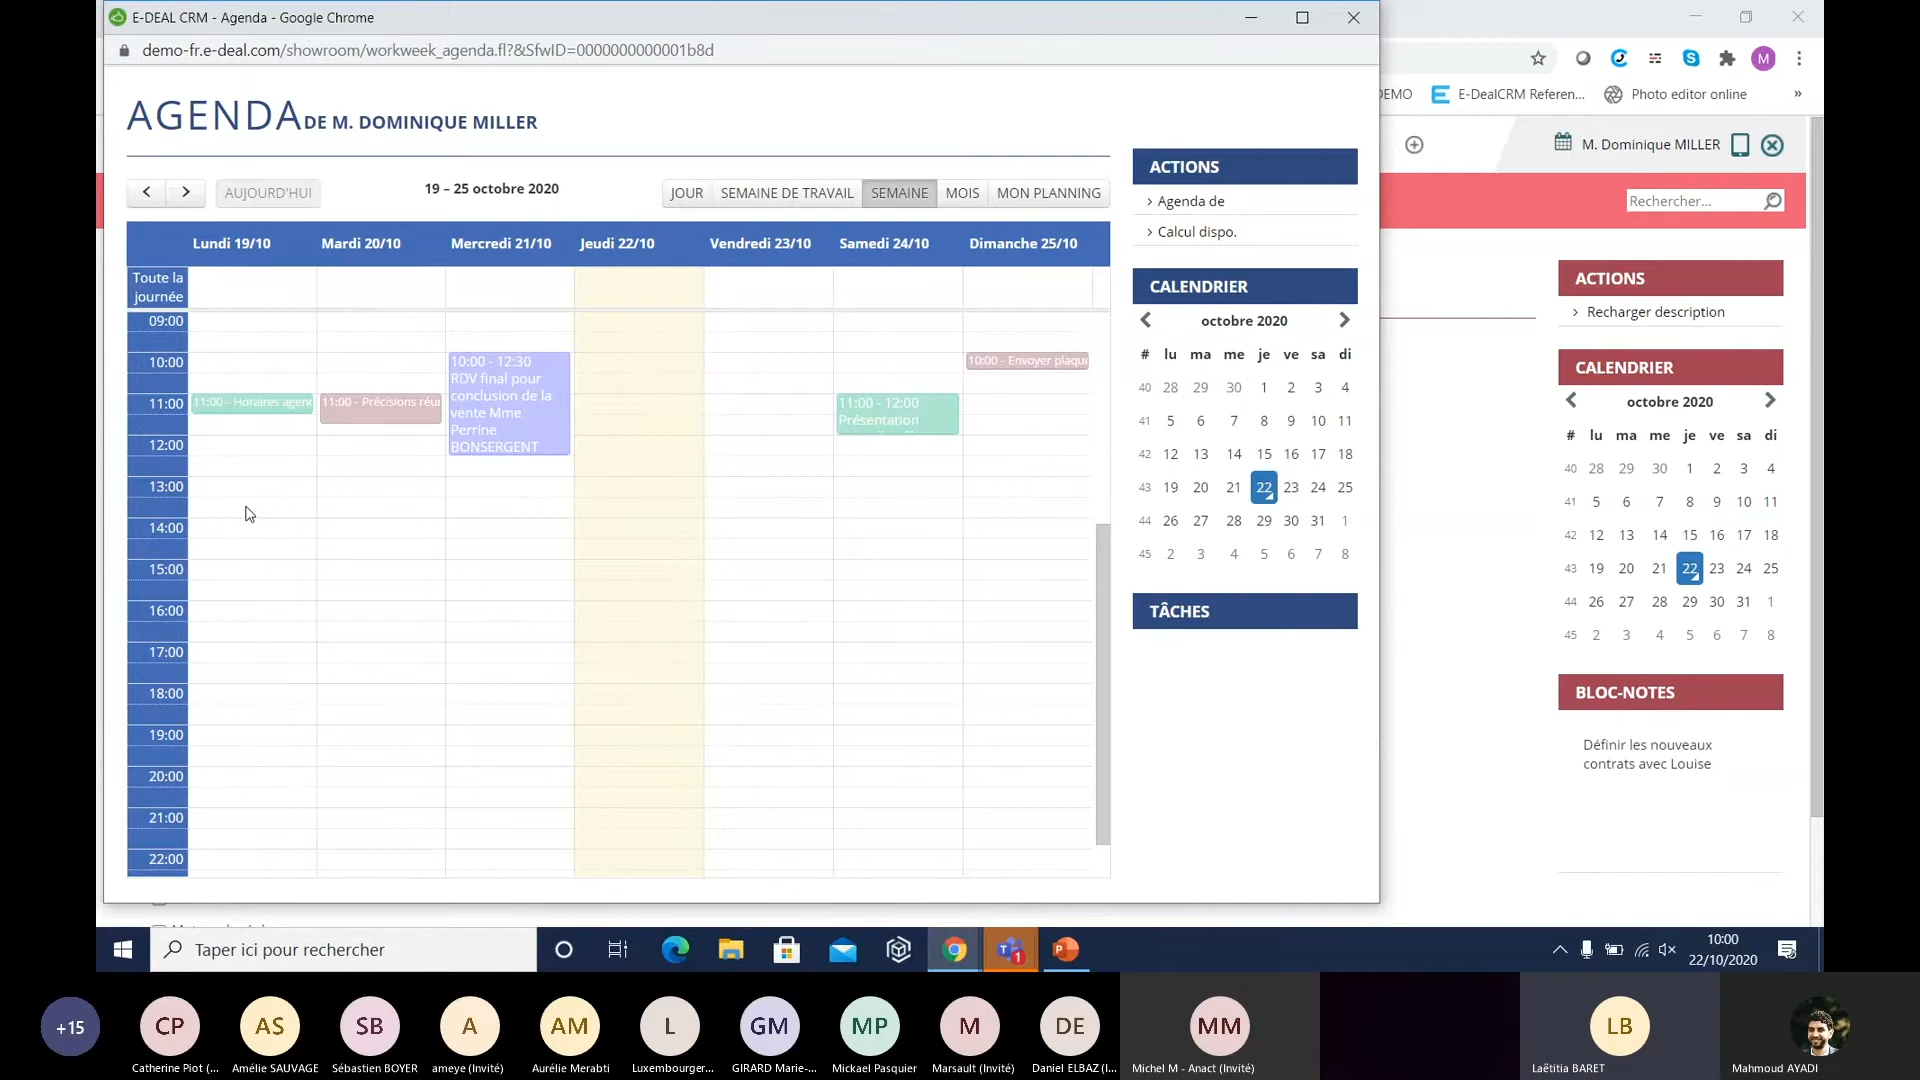 E-DEAL CRM - Agenda - Google Chrome
demo-fr.e-deal.com/showroom/workweek_agenda.fl?&SfwID=0000000000001b8d
M
DEMO E-DealCRM Referen... Photo editor online »
AGENDA DE M. DOMINIQUE MILLER
M. Dominique MILLER
AUJOURD'HUI
19 – 25 octobre 2020
JOUR SEMAINE DE TRAVAIL SEMAINE MOIS MON PLANNING
Lundi 19/10 Mardi 20/10 Mercredi 21/10 Jeudi 22/10 Vendredi 23/10 Samedi 24/10 Dimanche 25/10
Toute la
journée
09:00
10:00
11:00
12:00
13:00
14:00
15:00
16:00
17:00
18:00
19:00
20:00
21:00
22:00
11:00 - Horaires agen
11:00 - Précisions réu
10:00 - 12:30
RDV final pour
conclusion de la
vente Mme
Perrine
BONSERGENT
11:00 - 12:00
Présentation
10:00 - Envoyer plaqu
ACTIONS
Agenda de
Calcul dispo.
CALENDRIER
octobre 2020
# lu ma me je ve sa di
40 28 29 30 1 2 3 4
41 5 6 7 8 9 10 11
42 12 13 14 15 16 17 18
43 19 20 21 22 23 24 25
44 26 27 28 29 30 31 1
45 2 3 4 5 6 7 8
TÂCHES
Rechercher...
ACTIONS
Recharger description
CALENDRIER
octobre 2020
# lu ma me je ve sa di
40 28 29 30 1 2 3 4
41 5 6 7 8 9 10 11
42 12 13 14 15 16 17 18
43 19 20 21 22 23 24 25
44 26 27 28 29 30 31 1
45 2 3 4 5 6 7 8
BLOC-NOTES
Définir les nouveaux
contrats avec Louise
Taper ici pour rechercher
1
10:00
22/10/2020
+15 CP AS SB A AM L GM MP M DE MM LB
Catherine Piot (... Amélie SAUVAGE Sébastien BOYER ameye (Invité) Aurélie Merabti Luxembourger... GIRARD Marie-... Mickael Pasquier Marsault (Invité) Daniel ELBAZ (I... Michel M - Anact (Invité) Laëtitia BARET Mahmoud AYADI